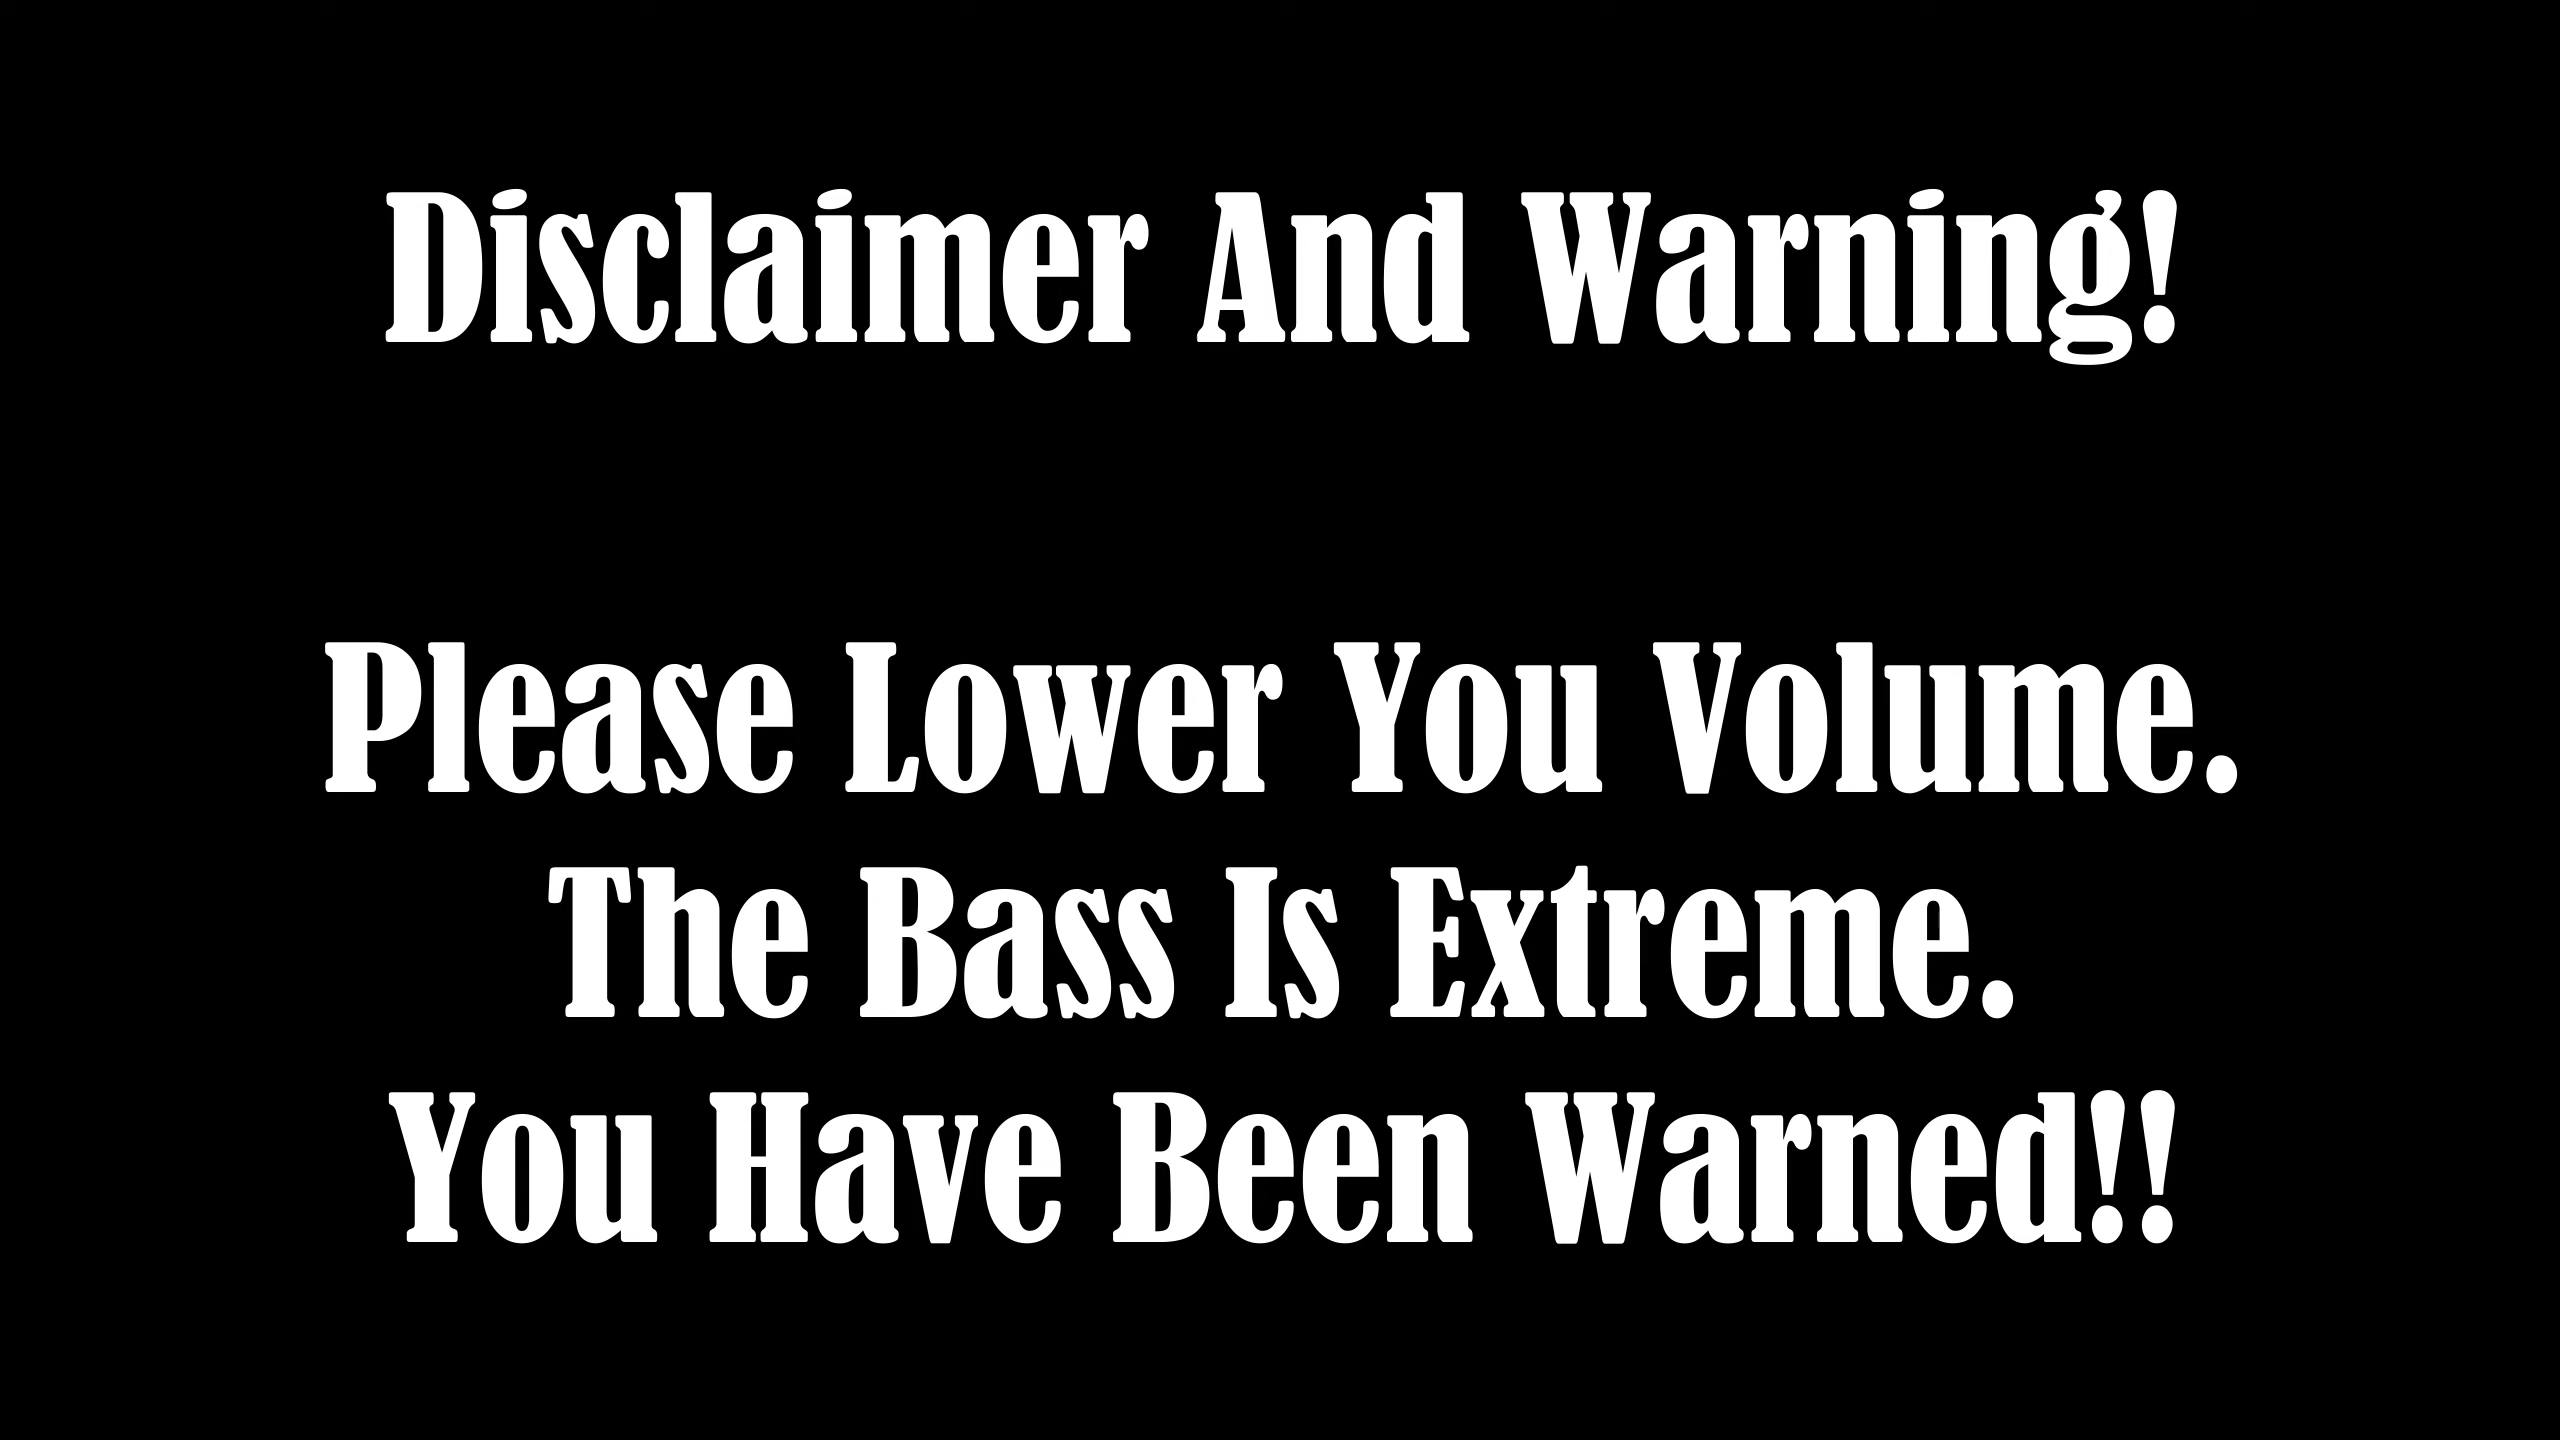 Disclaimer And Warning!
Please Lower You Volume.
The Bass Is Extreme.
You Have Been Warned!!